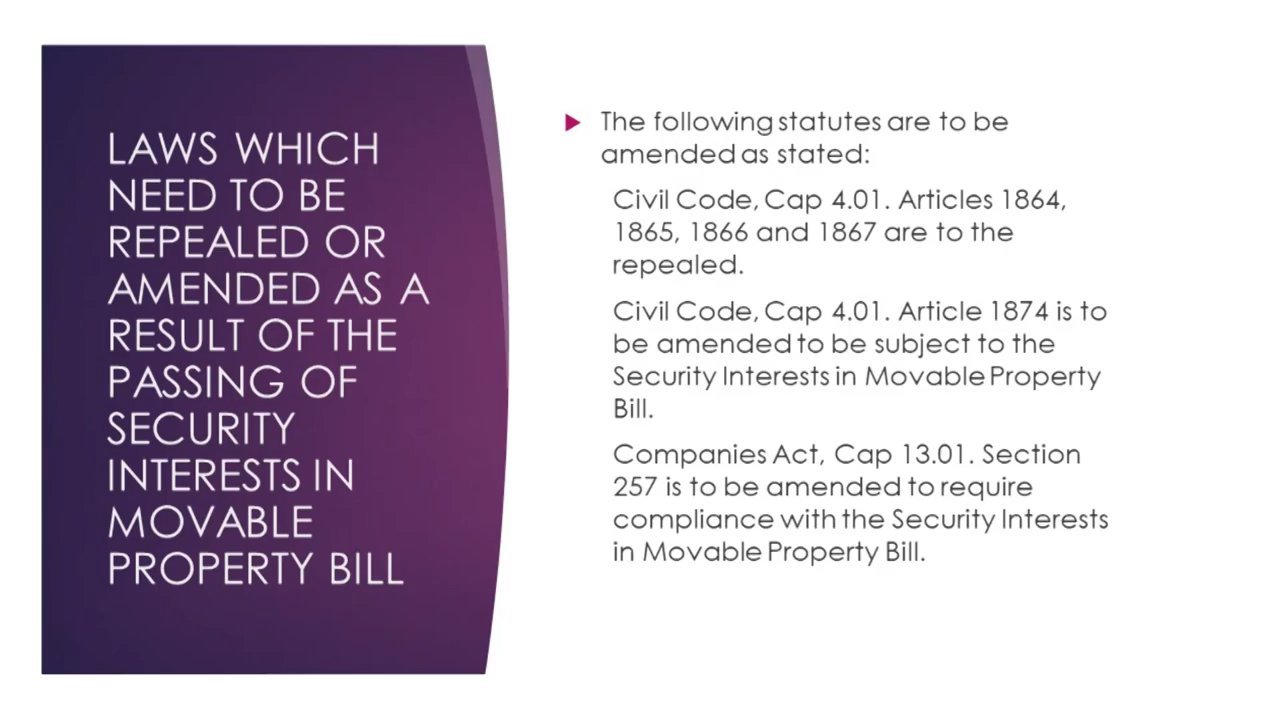 LAWS WHICH
NEED TO BE
REPEALED OR
AMENDED AS A
RESULT OF THE
PASSING OF
SECURITY
INTERESTS IN
MOVABLE
PROPERTY BILL
The following statutes are to be
amended as stated:
Civil Code, Cap 4.01. Articles 1864,
1865, 1866 and 1867 are to the
repealed.
Civil Code, Cap 4.01. Article 1874 is to
be amended to be subject to the
Security Interests in Movable Property
Bill.
Companies Act, Cap 13.01. Section
257 is to be amended to require
compliance with the Security Interests
in Movable Property Bill.